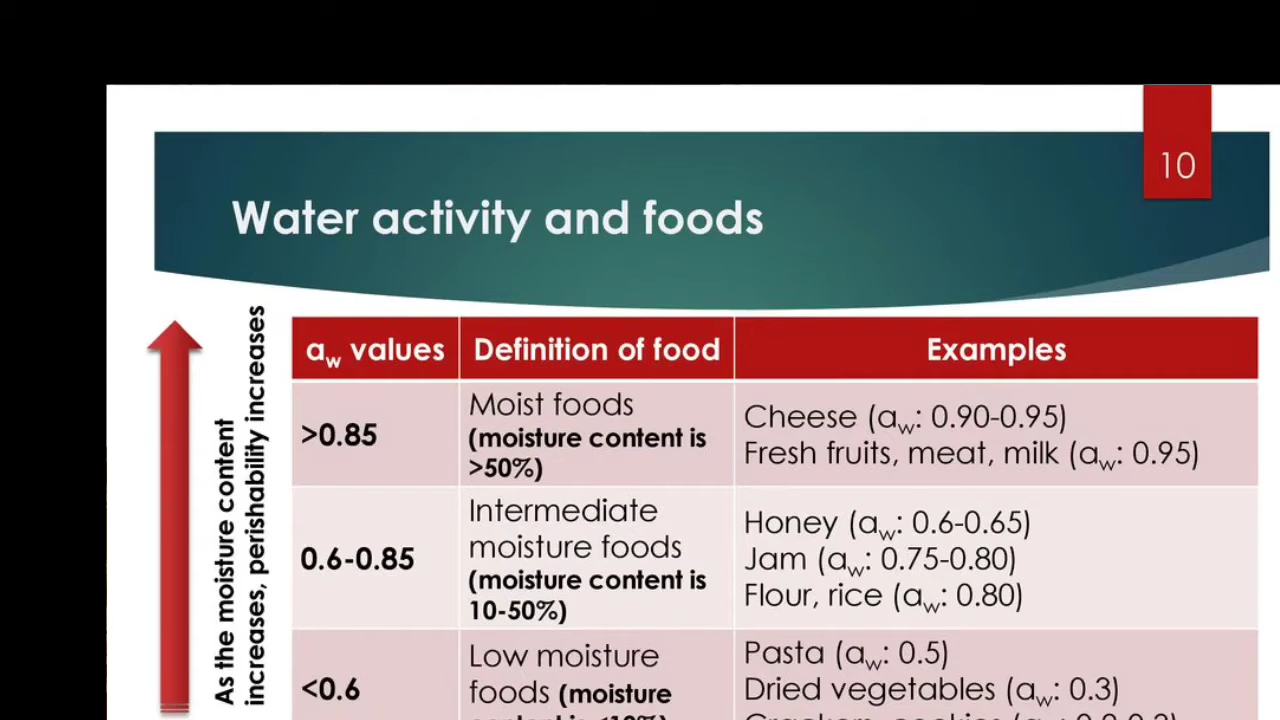 10
Water activity and foods
As the moisture content
increases, perishability increases
aw values
Definition of food
Examples
>0.85
Moist foods
(moisture content is
>50%)
Cheese (aw: 0.90-0.95)
Fresh fruits, meat, milk (aw: 0.95)
0.6-0.85
Intermediate
moisture foods
(moisture content is
10-50%)
Honey (aw: 0.6-0.65)
Jam (aw: 0.75-0.80)
Flour, rice (aw: 0.80)
<0.6
Low moisture
foods (moisture
Pasta (aw: 0.5)
Dried vegetables (aw: 0.3)